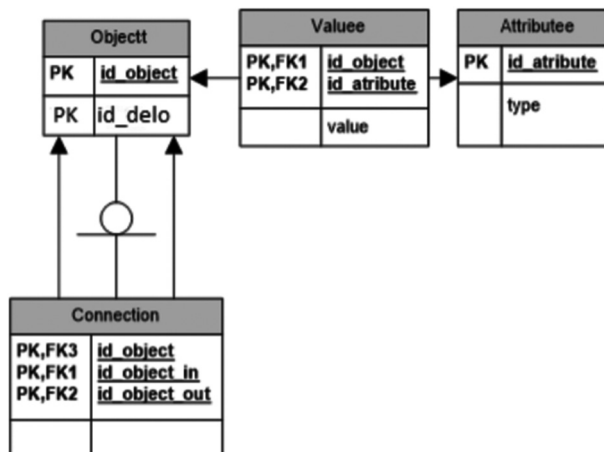 Objectt
PK id_object
PK id_delo
Valuee
PK,FK1 id_object
PK,FK2 id_atribute
value
Attributee
PK id_atribute
type
Connection
PK,FK3 id_object
PK,FK1 id_object_in
PK,FK2 id_object_out